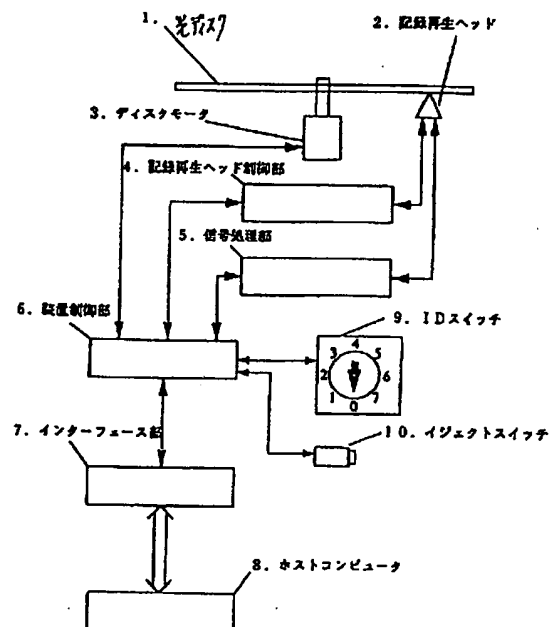 1. 光ディスク
2. 記録再生ヘッド
3. ディスクモータ
4. 記録再生ヘッド制御部
5. 信号処理部
6. 装置制御部
9. IDスイッチ
4
3 5
2 6
1 7
0
7. インターフェース部
10. イジェクトスイッチ
8. ホストコンピュータ